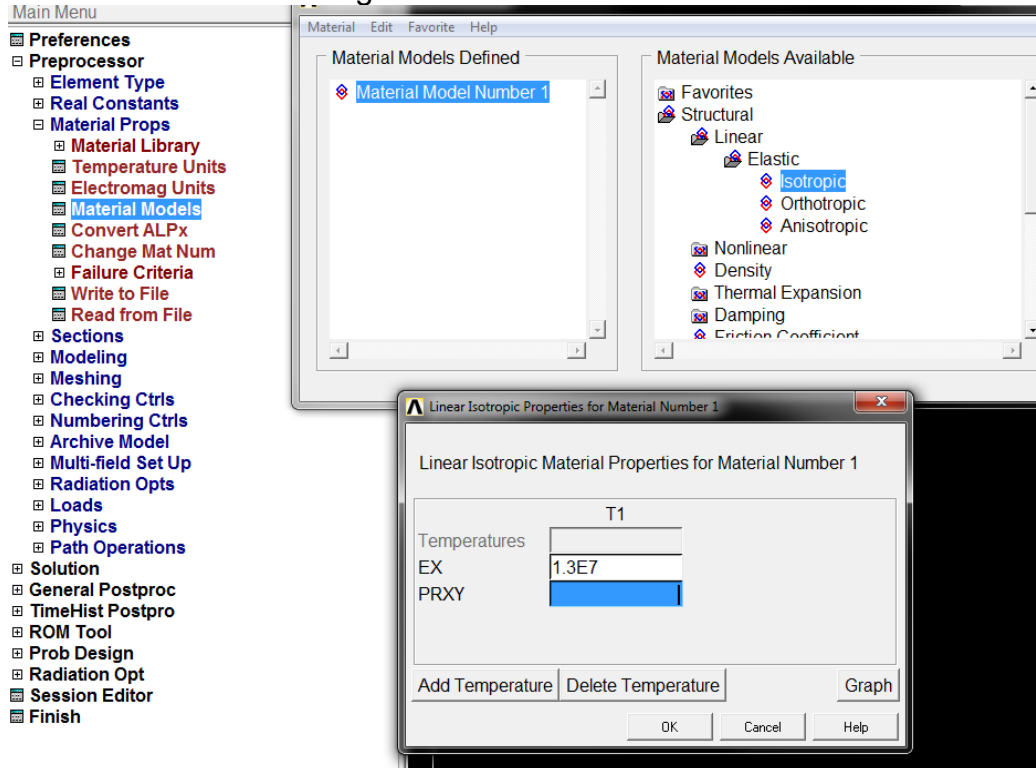 Main Menu
Preferences
Preprocessor
Element Type
Real Constants
Material Props
Material Library
Temperature Units
Electromag Units
Material Models
Convert ALPx
Change Mat Num
Failure Criteria
Write to File
Read from File
Sections
Modeling
Meshing
Checking Ctrls
Numbering Ctrls
Archive Model
Multi-field Set Up
Radiation Opts
Loads
Physics
Path Operations
Solution
General Postproc
TimeHist Postpro
ROM Tool
Prob Design
Radiation Opt
Session Editor
Finish
Material Edit Favorite Help
Material Models Defined
Material Model Number 1
Material Models Available
Favorites
Structural
Linear
Elastic
Isotropic
Orthotropic
Anisotropic
Nonlinear
Density
Thermal Expansion
Damping
Friction Coefficient
Linear Isotropic Properties for Material Number 1
Linear Isotropic Material Properties for Material Number 1
T1
Temperatures
EX 1.3E7
PRXY
Add Temperature Delete Temperature Graph
OK Cancel Help